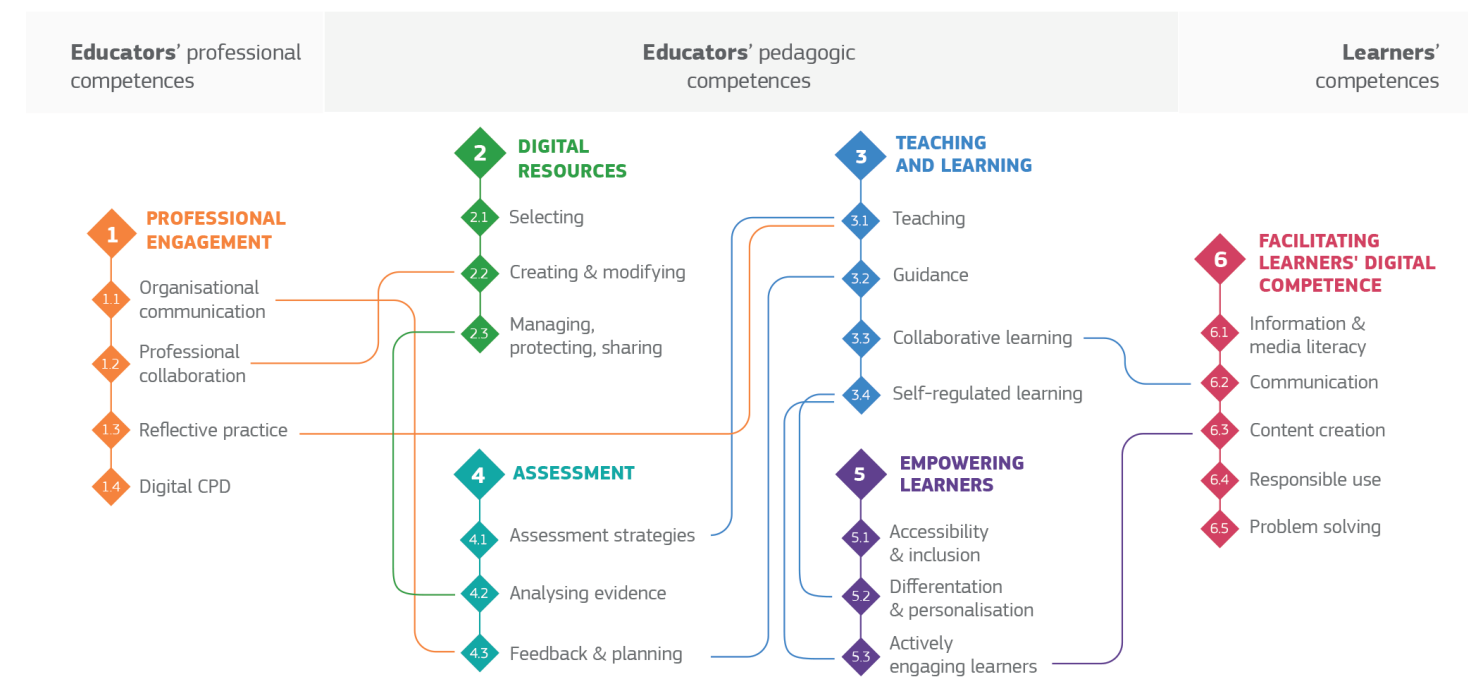 Educators' professional
competences
Educators' pedagogic
competences
Learners'
competences
1
PROFESSIONAL
ENGAGEMENT
1.1
Organisational
communication
1.2
Professional
collaboration
1.3
Reflective practice
1.4
Digital CPD
2
DIGITAL
RESOURCES
2.1
Selecting
2.2
Creating & modifying
2.3
Managing,
protecting, sharing
3
TEACHING
AND LEARNING
3.1
Teaching
3.2
Guidance
3.3
Collaborative learning
3.4
Self-regulated learning
4
ASSESSMENT
4.1
Assessment strategies
4.2
Analysing evidence
4.3
Feedback & planning
5
EMPOWERING
LEARNERS
5.1
Accessibility
& inclusion
5.2
Differentation
& personalisation
5.3
Actively
engaging learners
6
FACILITATING
LEARNERS' DIGITAL
COMPETENCE
6.1
Information &
media literacy
6.2
Communication
6.3
Content creation
6.4
Responsible use
6.5
Problem solving